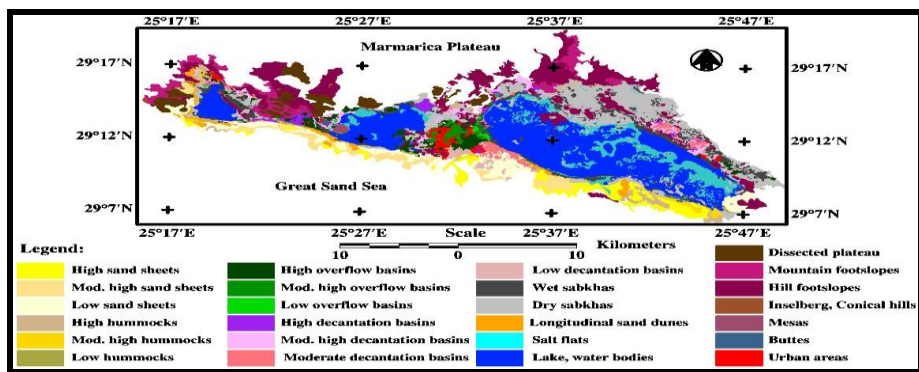 25°17'E 25°27'E 25°37'E 25°47'E
Marmarica Plateau
29°17'N 29°17'N
29°12'N 29°12'N
Great Sand Sea
29°7'N 29°7'N
25°17'E 25°27'E 25°37'E 25°47'E
Scale
Kilometers
10 0 10
Legend:
High sand sheets
Mod. high sand sheets
Low sand sheets
High hummocks
Mod. high hummocks
Low hummocks
High overflow basins
Mod. high overflow basins
Low overflow basins
High decantation basins
Mod. high decantation basins
Moderate decantation basins
Low decantation basins
Wet sabkhas
Dry sabkhas
Longitudinal sand dunes
Salt flats
Lake, water bodies
Dissected plateau
Mountain footslopes
Hill footslopes
Inselberg, Conical hills
Mesas
Buttes
Urban areas